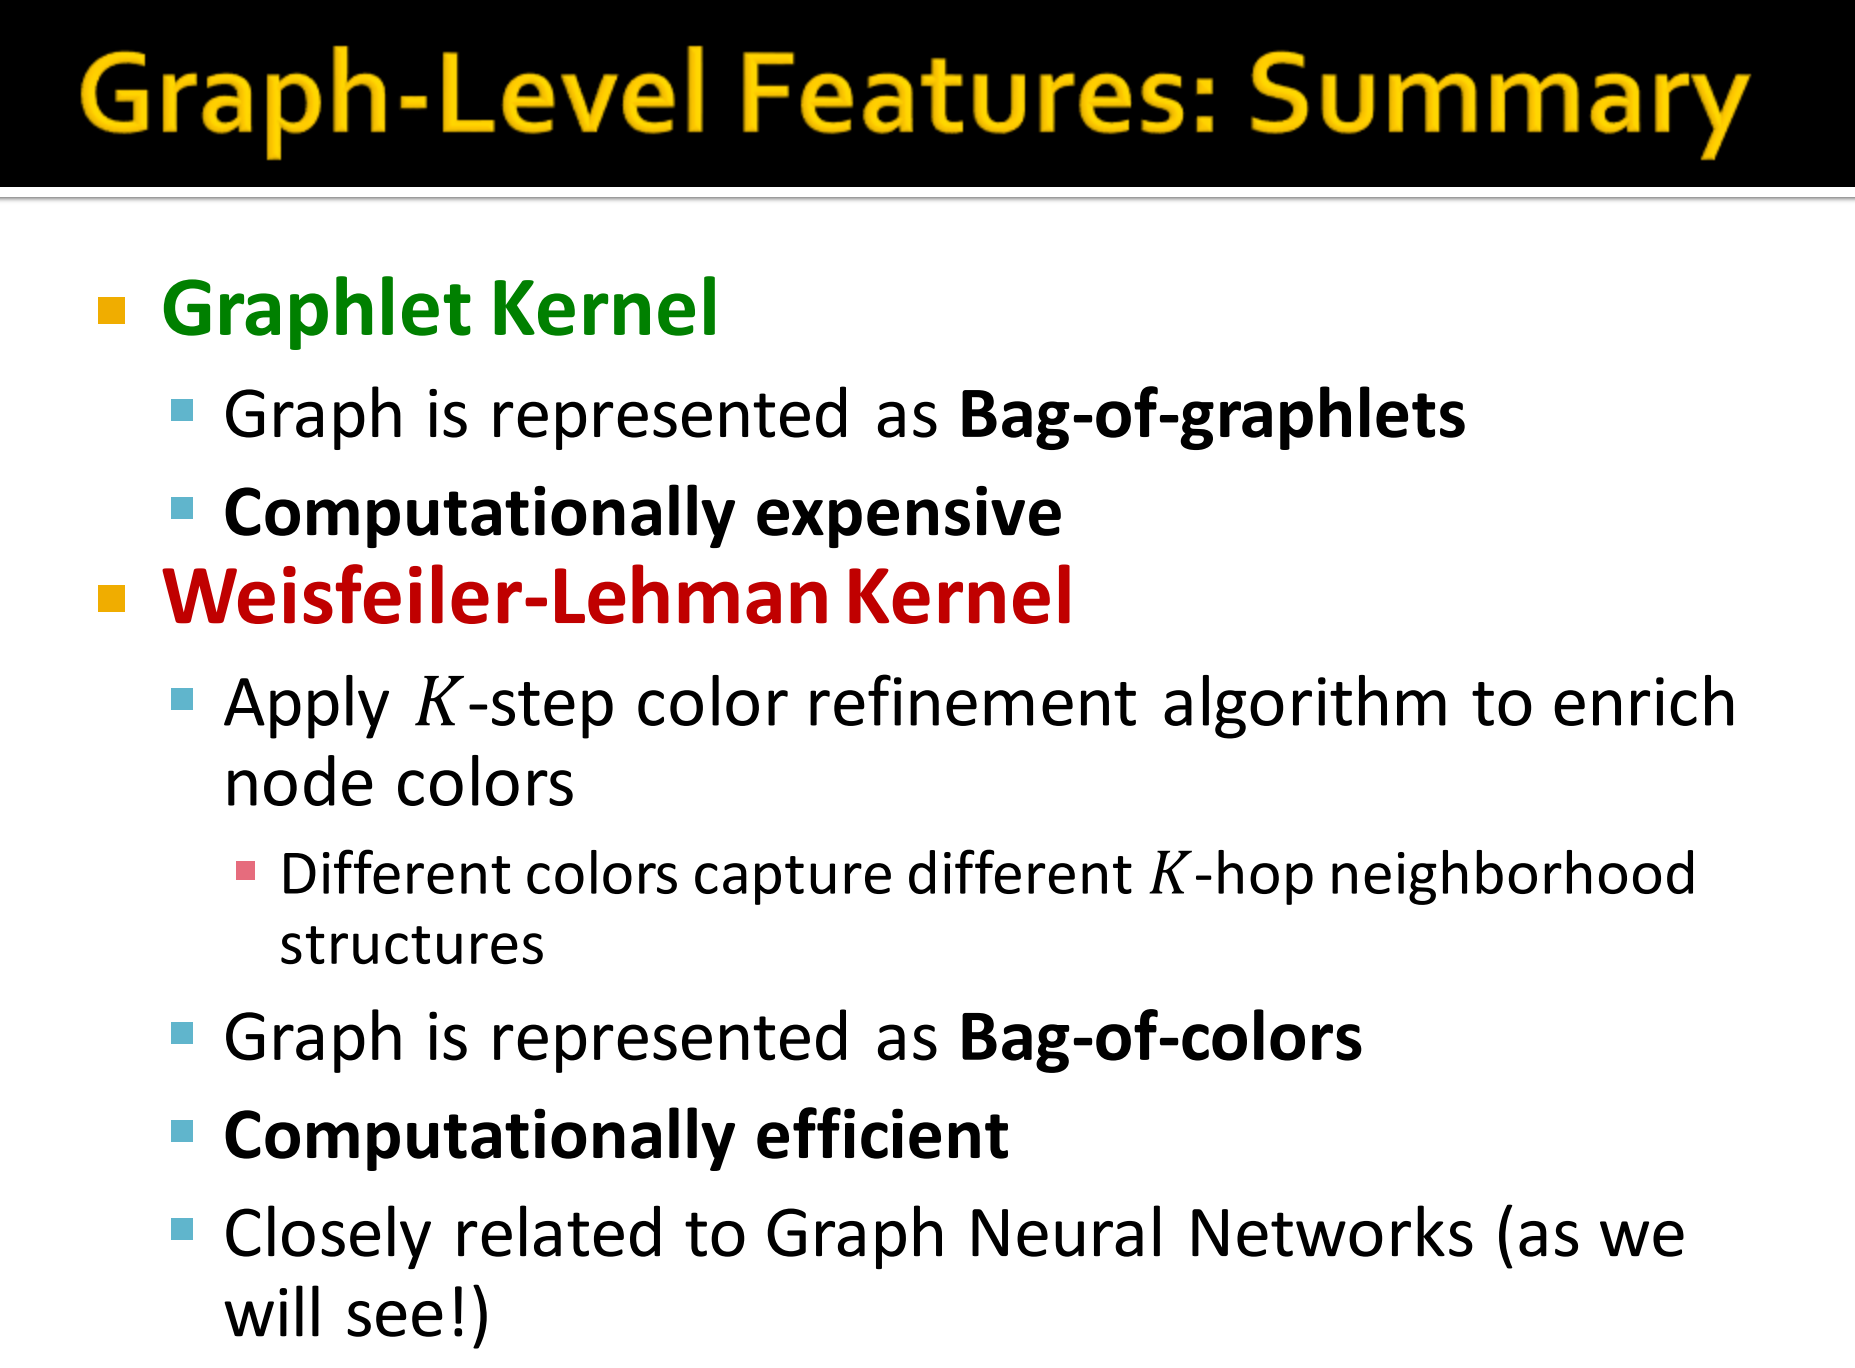 Graph-Level Features: Summary
Graphlet Kernel
Graph is represented as Bag-of-graphlets
Computationally expensive
Weisfeiler-Lehman Kernel
Apply K-step color refinement algorithm to enrich
node colors
Different colors capture different K-hop neighborhood
structures
Graph is represented as Bag-of-colors
Computationally efficient
Closely related to Graph Neural Networks (as we
will see!)